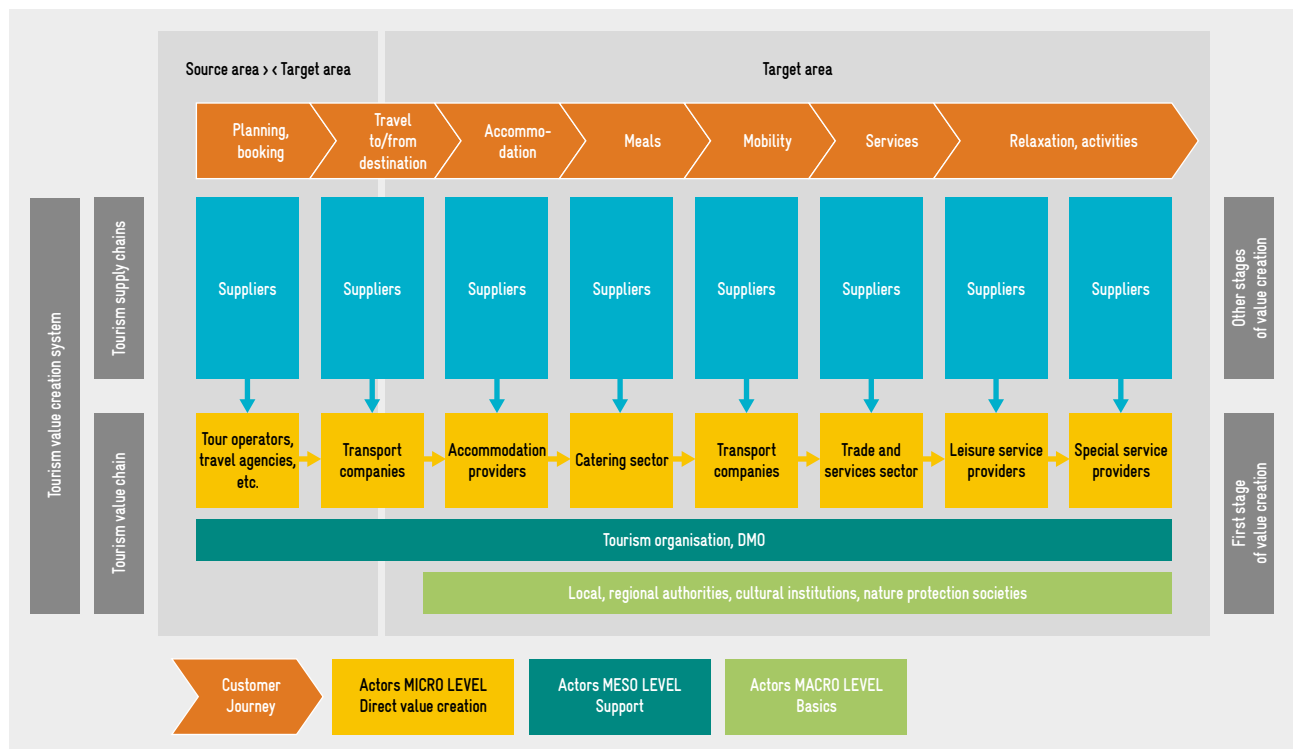 Source area > < Target area
Target area
Planning,
booking
Travel
to/from
destination
Accommo-
dation
Meals
Mobility
Services
Relaxation, activities
Tourism value creation system
Tourism supply chains
Suppliers
Suppliers
Suppliers
Suppliers
Suppliers
Suppliers
Suppliers
Suppliers
Other stages
of value creation
Tourism value chain
Tour operators,
travel agencies,
etc.
Transport
companies
Accommodation
providers
Catering sector
Transport
companies
Trade and
services sector
Leisure service
providers
Special service
providers
First stage
of value creation
Tourism organisation, DMO
Local, regional authorities, cultural institutions, nature protection societies
Customer
Journey
Actors MICRO LEVEL
Direct value creation
Actors MESO LEVEL
Support
Actors MACRO LEVEL
Basics